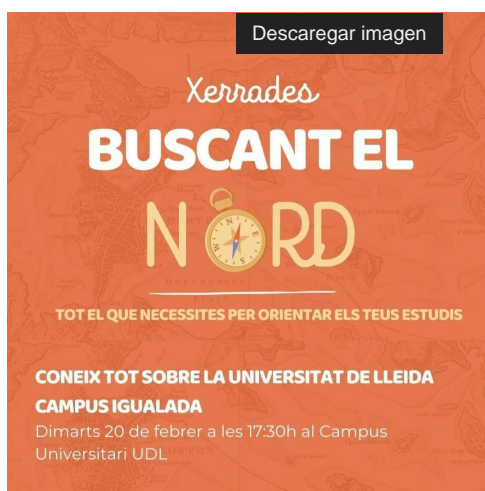 Descaregar imagen
Xerrades
BUSCANT EL
NORD
TOT EL QUE NECESSITES PER ORIENTAR ELS TEUS ESTUDIS
CONEIX TOT SOBRE LA UNIVERSITAT DE LLEIDA
CAMPUS IGUALADA
Dimarts 20 de febrer a les 17:30h al Campus
Universitari UDL